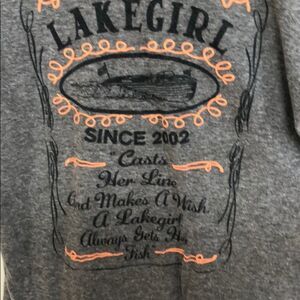 LAKEGIRL
SINCE 2002
Casts
Her Line
And Makes A Wish
A Lakegirl
Always Gets Her
Fish